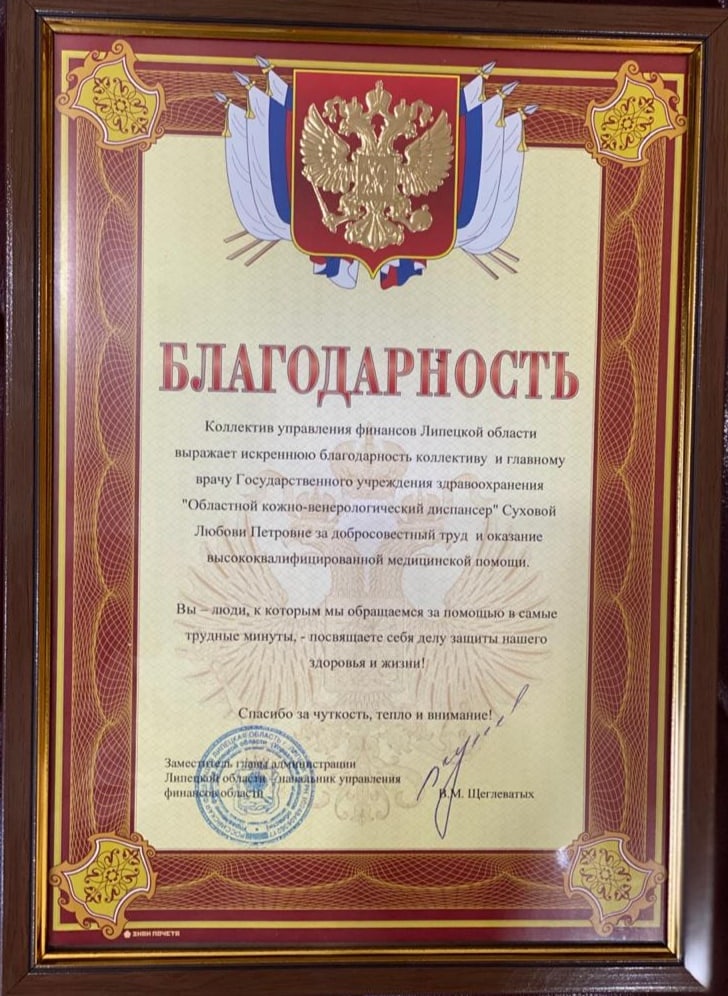 БЛАГОДАРНОСТЬ
Коллектив управления финансов Липецкой области
выражает искреннюю благодарность коллективу и главному
врачу Государственного учреждения здравоохранения
"Областной кожно-венерологический диспансер" Суховой
Любови Петровне за добросовестный труд и оказание
высококвалифицированной медицинской помощи.
Вы – люди, к которым мы обращаемся за помощью в самые
трудные минуты, - посвящаете себя делу защиты нашего
здоровья и жизни!
Спасибо за чуткость, тепло и внимание!
Заместитель главы администрации
Липецкой области начальник управления
финансов области
В.М. Щеглеватых
ЗНАК ПОЧЕТА